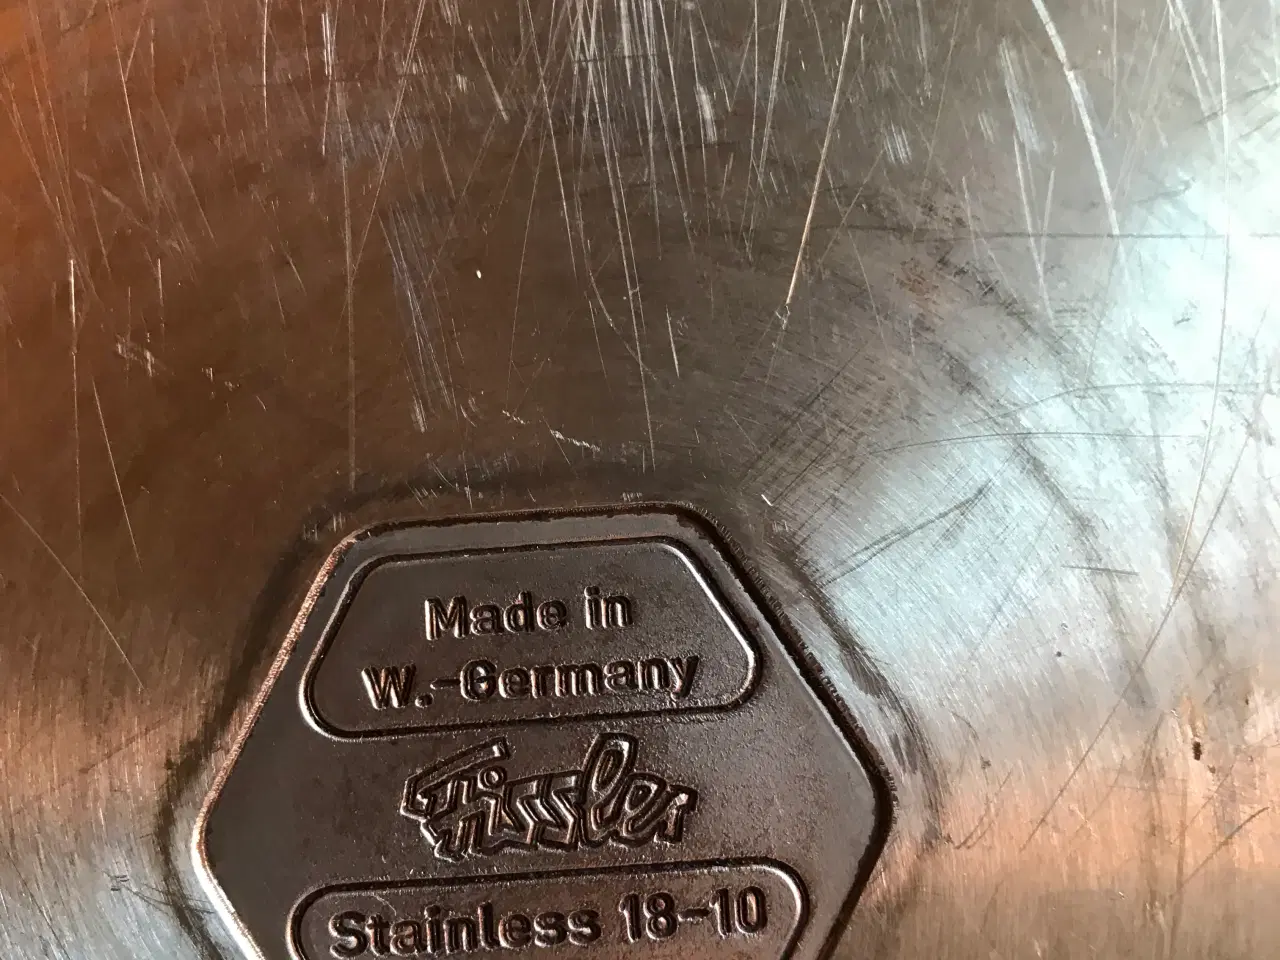 Made in
W.-Germany
Fissler
Stainless 18-10